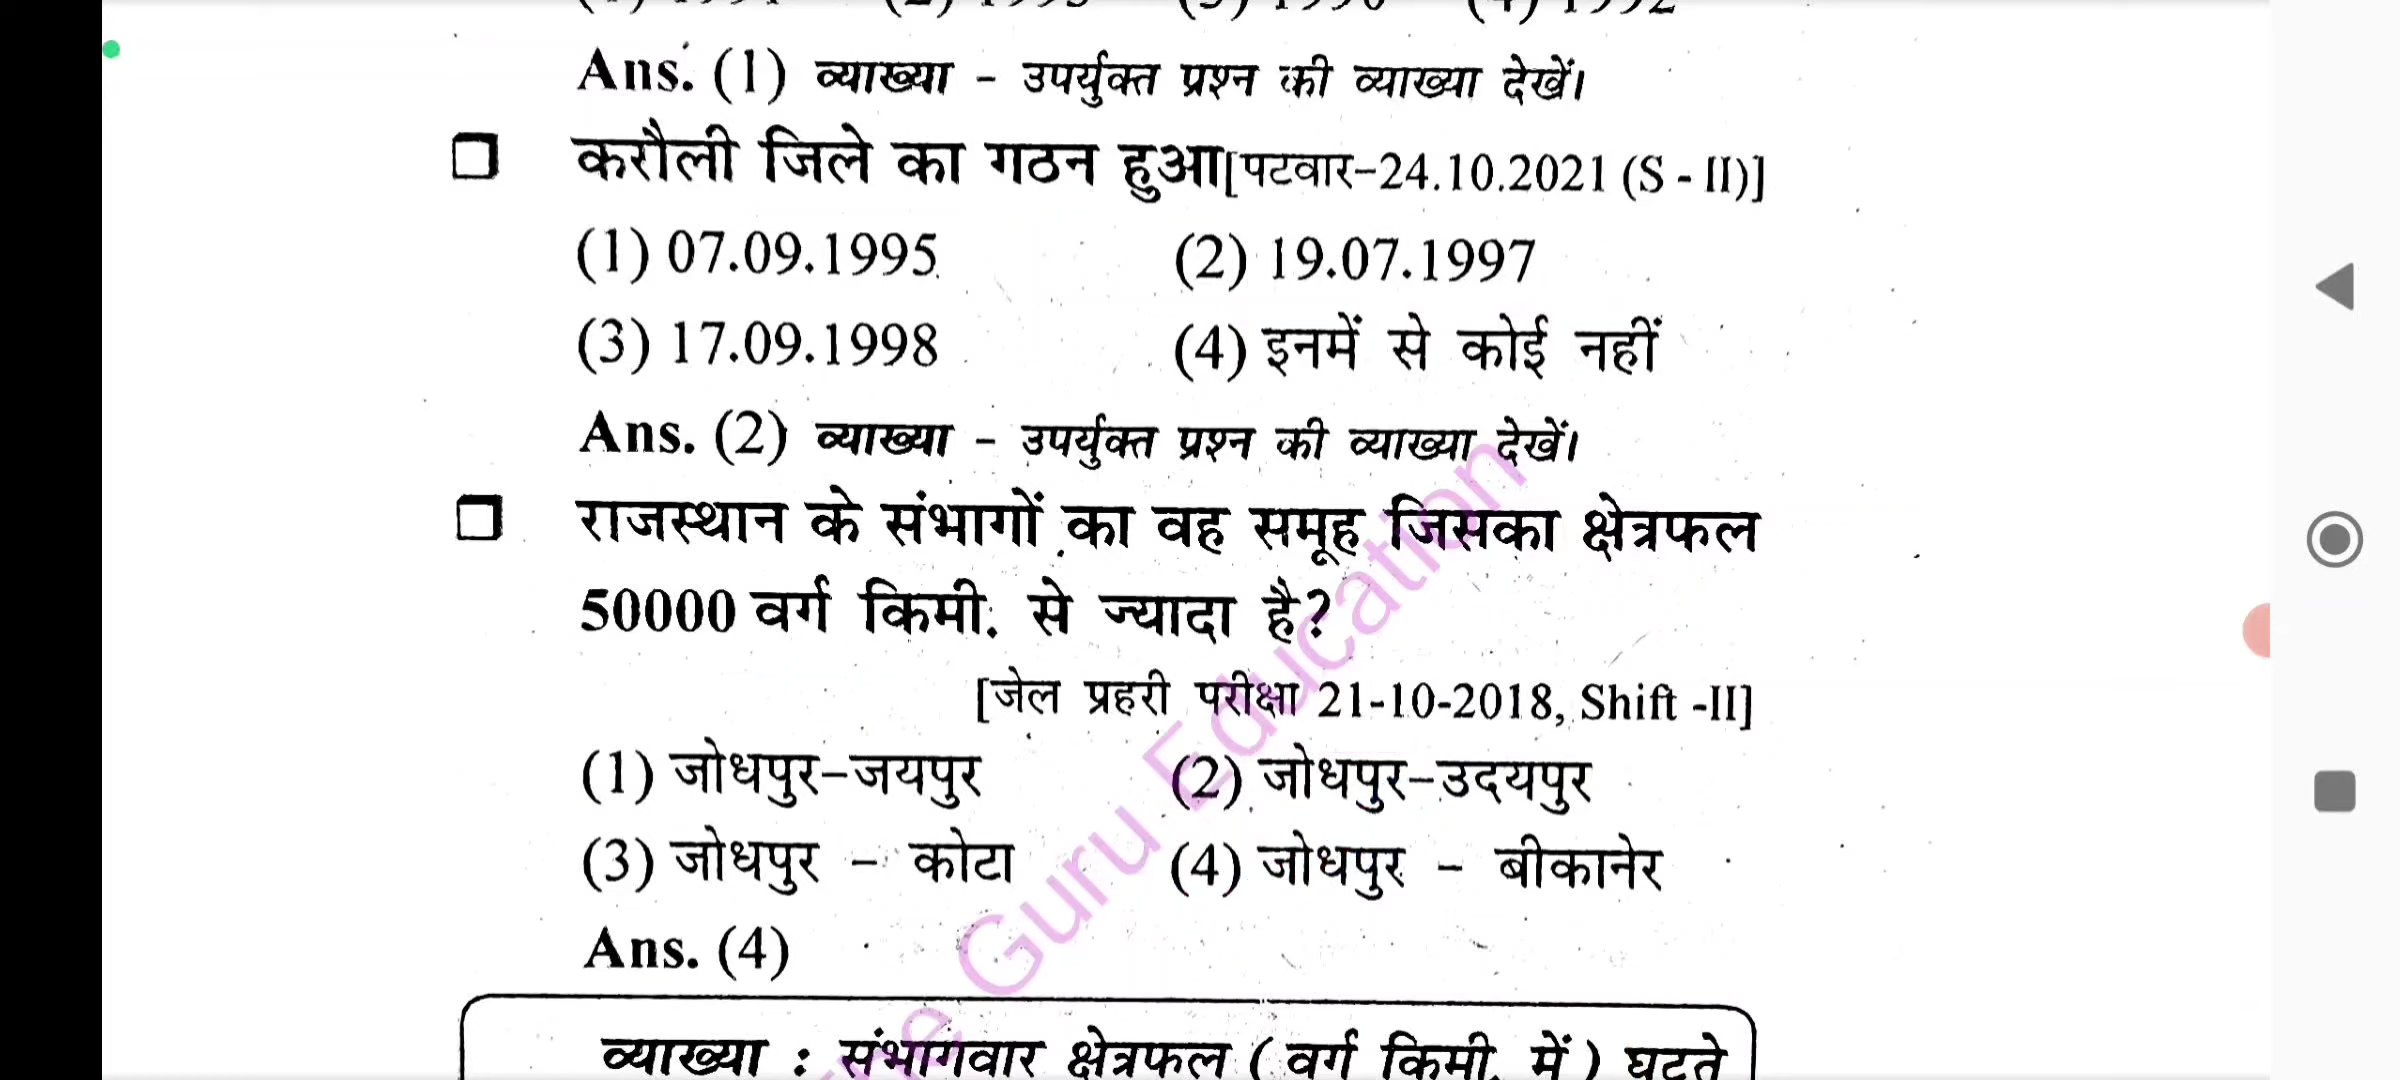 Ans. (1) व्याख्या - उपर्युक्त प्रश्न की व्याख्या देखें।
करौली जिले का गठन हुआ[पटवार-24.10.2021 (S - II)]
(1) 07.09.1995 (2) 19.07.1997
(3) 17.09.1998 (4) इनमें से कोई नहीं
Ans. (2) व्याख्या - उपर्युक्त प्रश्न की व्याख्या देखें।
राजस्थान के संभागों का वह समूह जिसका क्षेत्रफल
50000 वर्ग किमी. से ज्यादा है?
[जेल प्रहरी परीक्षा 21-10-2018, Shift -II]
(1) जोधपुर-जयपुर (2) जोधपुर-उदयपुर
(3) जोधपुर - कोटा (4) जोधपुर - बीकानेर
Ans. (4)
व्याख्या : संभागवार क्षेत्रफल ( वर्ग किमी. में ) घटते
Guru Education